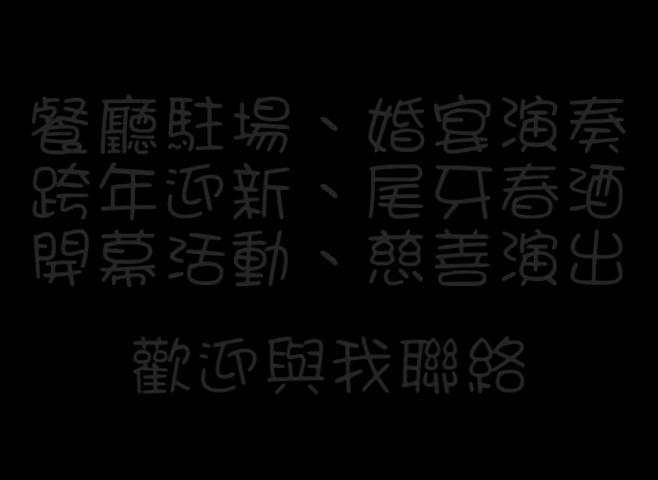 餐廳駐場、婚宴演奏
跨年迎新、尾牙春酒
開幕活動、慈善演出
歡迎與我聯絡